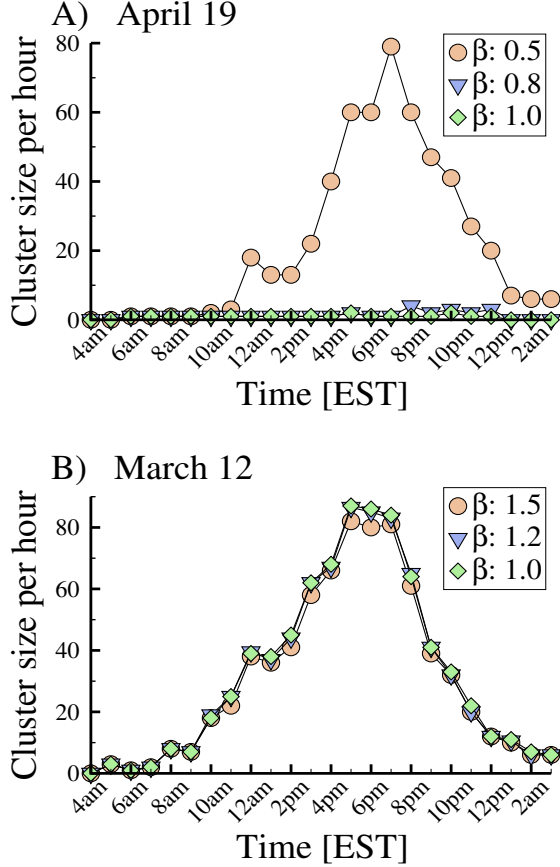 A) April 19
80
60
40
20
0
Cluster size per hour
β: 0.5
β: 0.8
β: 1.0
4am 6am 8am 10am 12am 2pm 4pm 6pm 8pm 10pm 12pm 2am
Time [EST]
B) March 12
80
60
40
20
0
Cluster size per hour
β: 1.5
β: 1.2
β: 1.0
4am 6am 8am 10am 12am 2pm 4pm 6pm 8pm 10pm 12pm 2am
Time [EST]